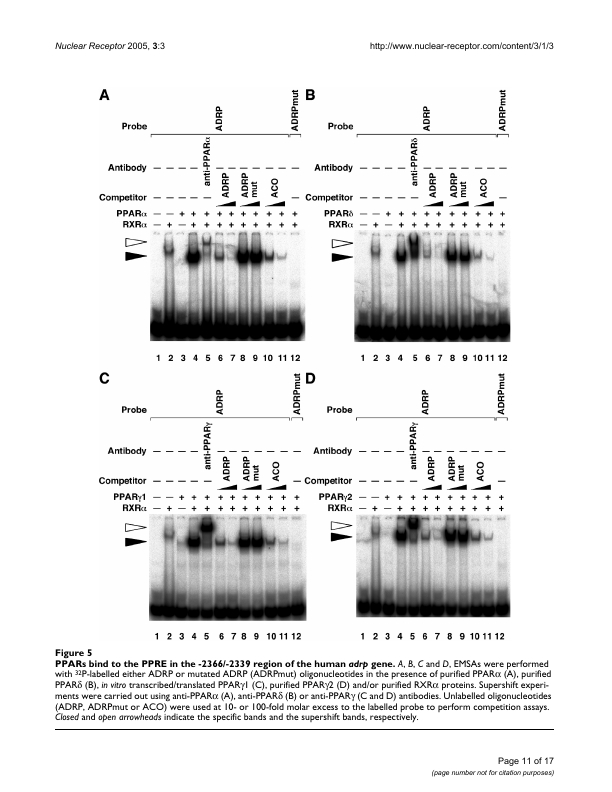 Nuclear Receptor 2005, 3:3 http://www.nuclear-receptor.com/content/3/1/3
A
Probe ADRP ADRPmut
Antibody — — — — anti-PPARα — — — — — — —
Competitor — — — — — ADRP ADRP mut ACO —
PPARα — — + + + + + + + + + +
RXRα — + — + + + + + + + + +
1 2 3 4 5 6 7 8 9 10 11 12
B
Probe ADRP ADRPmut
Antibody — — — — anti-PPARδ — — — — — — —
Competitor — — — — — ADRP ADRP mut ACO —
PPARδ — — + + + + + + + + + +
RXRα — + — + + + + + + + + +
1 2 3 4 5 6 7 8 9 10 11 12
C
Probe ADRP ADRPmut
Antibody — — — — anti-PPARγ — — — — — — —
Competitor — — — — — ADRP ADRP mut ACO —
PPARγ1 — — + + + + + + + + + +
RXRα — + — + + + + + + + + +
1 2 3 4 5 6 7 8 9 10 11 12
D
Probe ADRP ADRPmut
Antibody — — — — anti-PPARγ — — — — — — —
Competitor — — — — — ADRP ADRP mut ACO —
PPARγ2 — — + + + + + + + + + +
RXRα — + — + + + + + + + + +
1 2 3 4 5 6 7 8 9 10 11 12
Figure 5
PPARs bind to the PPRE in the -2366/-2339 region of the human adrp gene. A, B, C and D, EMSAs were performed
with ³²P-labelled either ADRP or mutated ADRP (ADRPmut) oligonucleotides in the presence of purified PPARα (A), purified
PPARδ (B), in vitro transcribed/translated PPARγ1 (C), purified PPARγ2 (D) and/or purified RXRα proteins. Supershift experi-
ments were carried out using anti-PPARα (A), anti-PPARδ (B) or anti-PPARγ (C and D) antibodies. Unlabelled oligonucleotides
(ADRP, ADRPmut or ACO) were used at 10- or 100-fold molar excess to the labelled probe to perform competition assays.
Closed and open arrowheads indicate the specific bands and the supershift bands, respectively.
Page 11 of 17
(page number not for citation purposes)